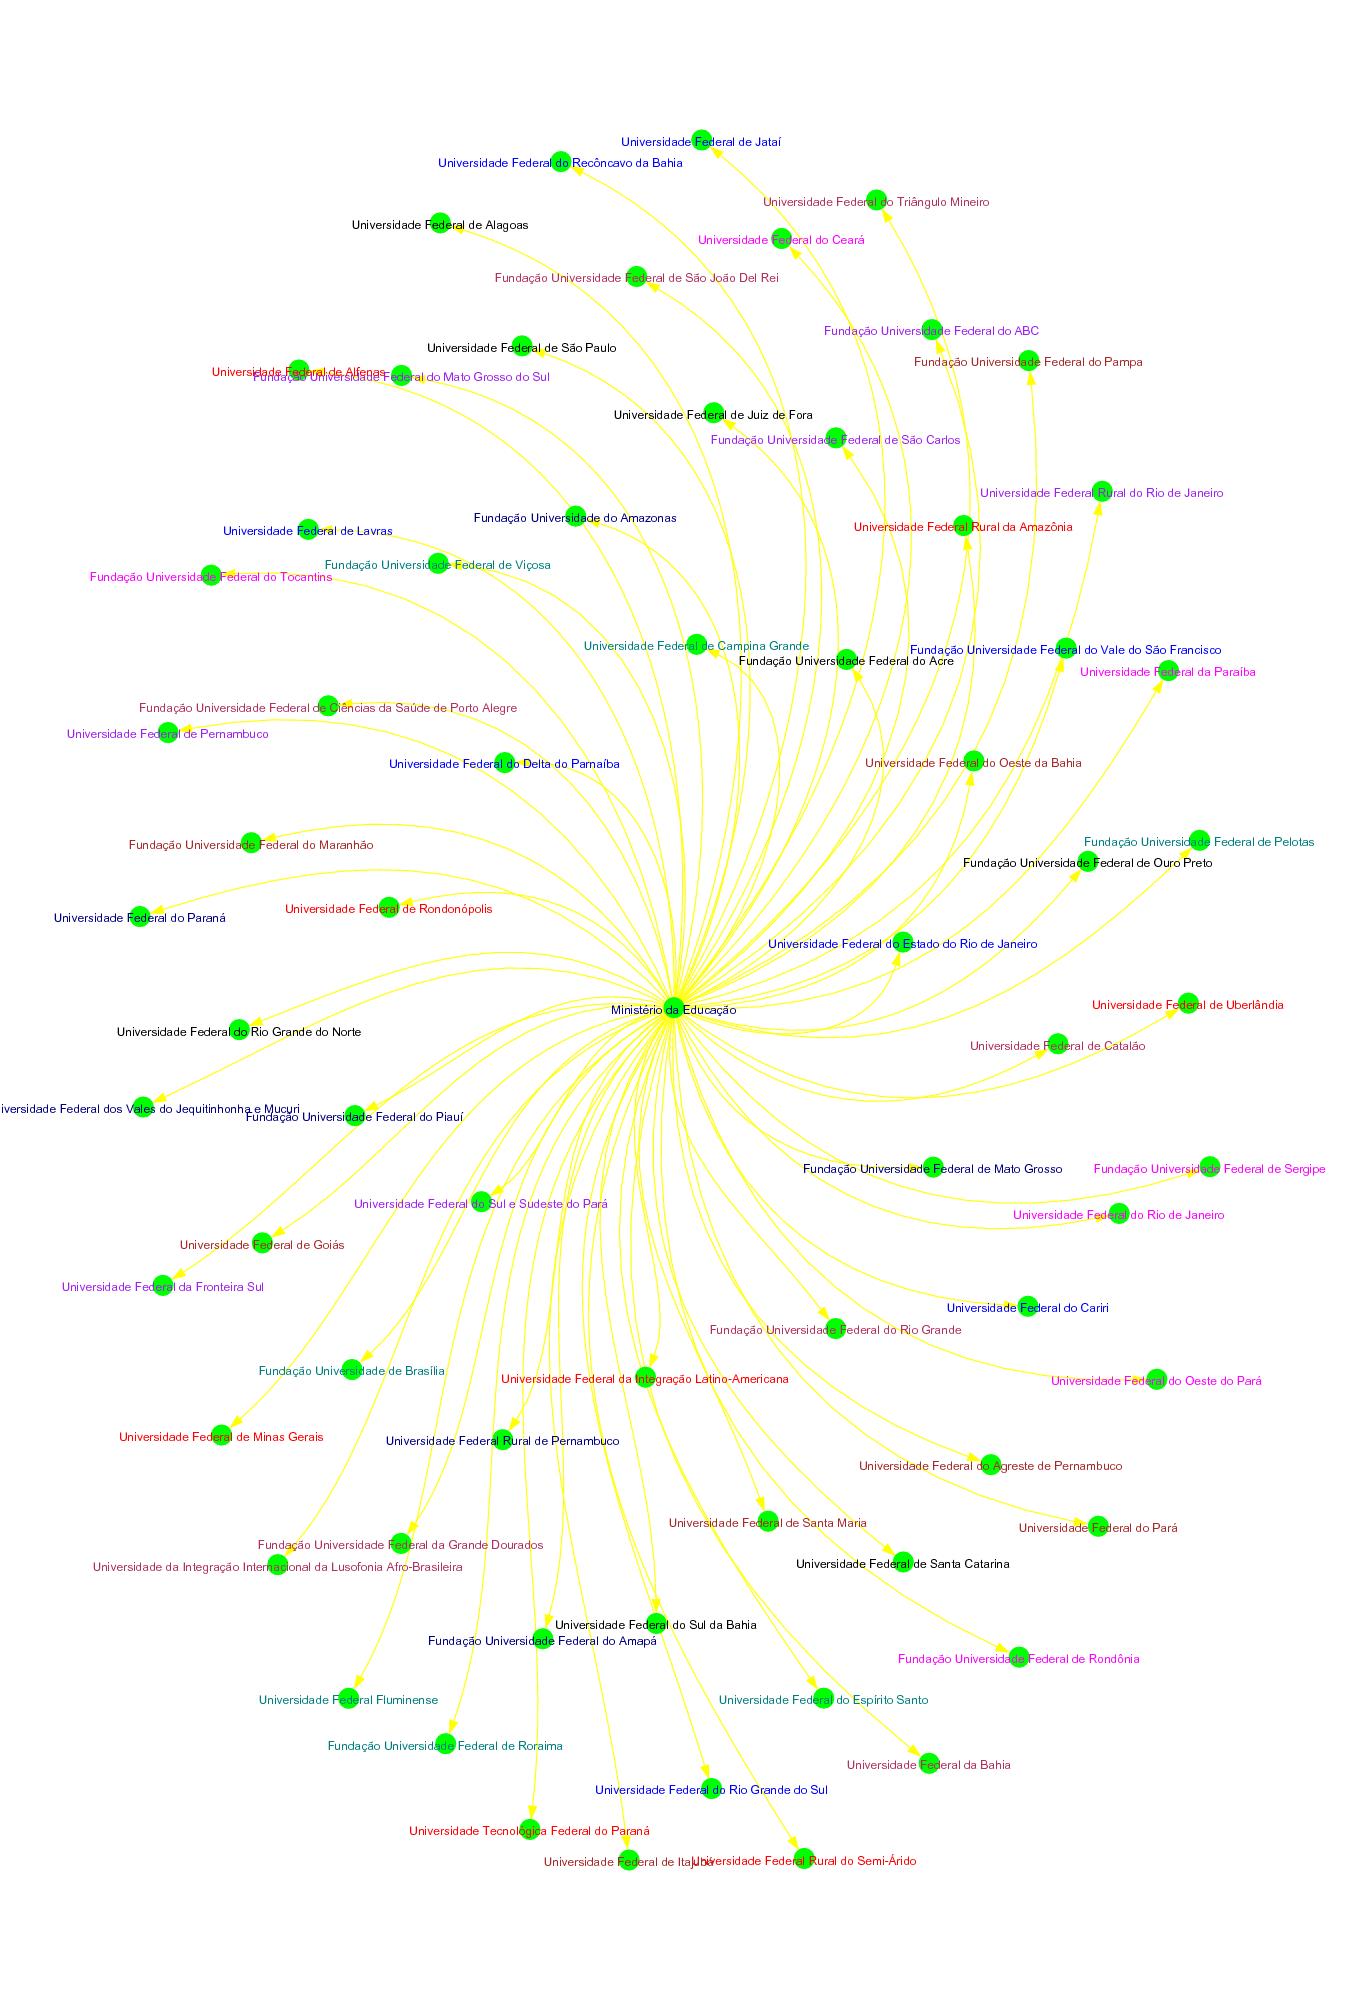 Universidade Federal de Jataí
Universidade Federal do Recôncavo da Bahia
Universidade Federal do Triângulo Mineiro
Universidade Federal de Alagoas
Universidade Federal do Ceará
Fundação Universidade Federal de São João Del Rei
Fundação Universidade Federal do ABC
Universidade Federal de São Paulo
Fundação Universidade Federal do Pampa
Universidade Federal de Alfenas
Fundação Universidade Federal do Mato Grosso do Sul
Universidade Federal de Juiz de Fora
Fundação Universidade Federal de São Carlos
Universidade Federal Rural do Rio de Janeiro
Fundação Universidade do Amazonas
Universidade Federal Rural da Amazônia
Universidade Federal de Lavras
Fundação Universidade Federal de Viçosa
Fundação Universidade Federal do Tocantins
Universidade Federal de Campina Grande
Fundação Universidade Federal do Vale do São Francisco
Fundação Universidade Federal do Acre
Universidade Federal da Paraíba
Fundação Universidade Federal de Ciências da Saúde de Porto Alegre
Universidade Federal de Pernambuco
Universidade Federal do Delta do Parnaíba
Universidade Federal do Oeste da Bahia
Fundação Universidade Federal do Maranhão
Fundação Universidade Federal de Pelotas
Fundação Universidade Federal de Ouro Preto
Universidade Federal de Rondonópolis
Universidade Federal do Paraná
Universidade Federal do Estado do Rio de Janeiro
Ministério da Educação
Universidade Federal de Uberlândia
Universidade Federal do Rio Grande do Norte
Universidade Federal de Catalão
iversidade Federal dos Vales do Jequitinhonha e Mucuri
Fundação Universidade Federal do Piauí
Fundação Universidade Federal de Mato Grosso
Fundação Universidade Federal de Sergipe
Universidade Federal do Sul e Sudeste do Pará
Universidade Federal do Rio de Janeiro
Universidade Federal de Goiás
Universidade Federal da Fronteira Sul
Universidade Federal do Cariri
Fundação Universidade Federal do Rio Grande
Fundação Universidade de Brasília
Universidade Federal da Integração Latino-Americana
Universidade Federal do Oeste do Pará
Universidade Federal de Minas Gerais
Universidade Federal Rural de Pernambuco
Universidade Federal do Agreste de Pernambuco
Universidade Federal de Santa Maria
Universidade Federal do Pará
Fundação Universidade Federal da Grande Dourados
Universidade da Integração Internacional da Lusofonia Afro-Brasileira
Universidade Federal de Santa Catarina
Universidade Federal do Sul da Bahia
Fundação Universidade Federal do Amapá
Fundação Universidade Federal de Rondônia
Universidade Federal Fluminense
Universidade Federal do Espírito Santo
Fundação Universidade Federal de Roraima
Universidade Federal da Bahia
Universidade Federal do Rio Grande do Sul
Universidade Tecnológica Federal do Paraná
Universidade Federal de Itajubá
Universidade Federal Rural do Semi-Árido